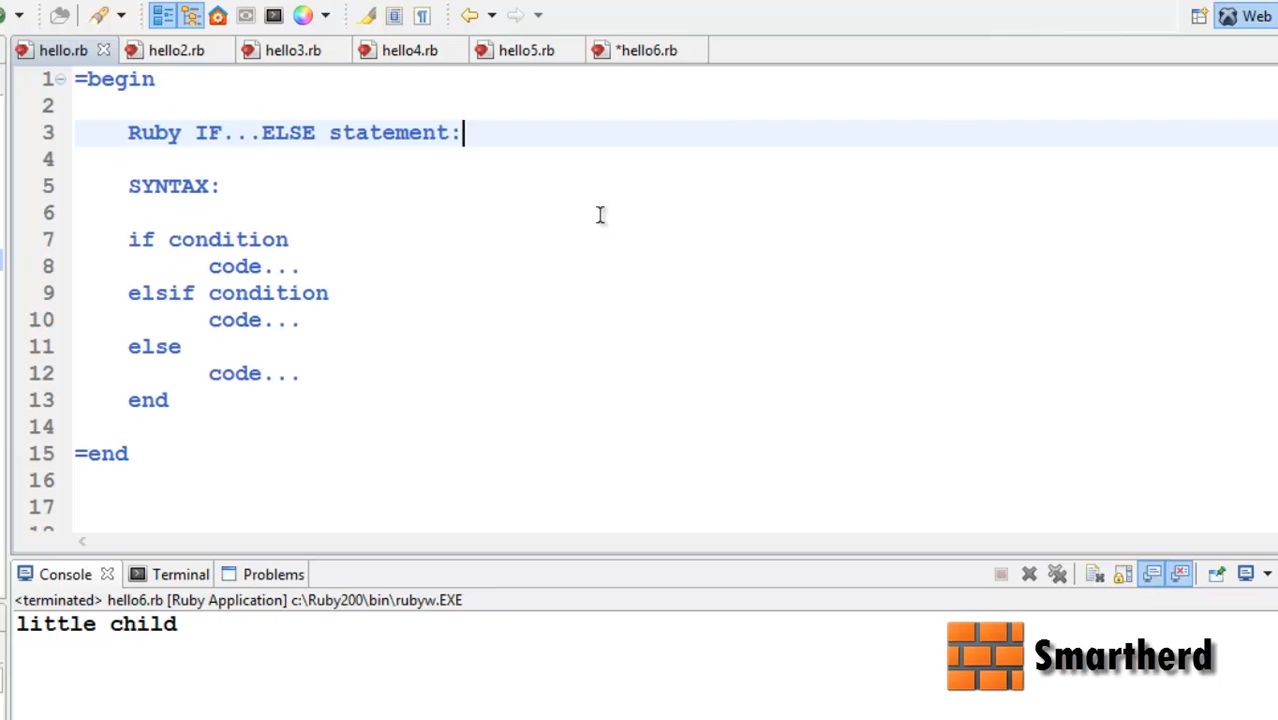 Web
hello.rb hello2.rb hello3.rb hello4.rb hello5.rb *hello6.rb
1 =begin
2
3 Ruby IF...ELSE statement:
4
5 SYNTAX:
6
7 if condition
8 code...
9 elsif condition
10 code...
11 else
12 code...
13 end
14
15 =end
16
17
Console Terminal Problems
<terminated> hello6.rb [Ruby Application] c:\Ruby200\bin\rubyw.EXE
little child
Smartherd